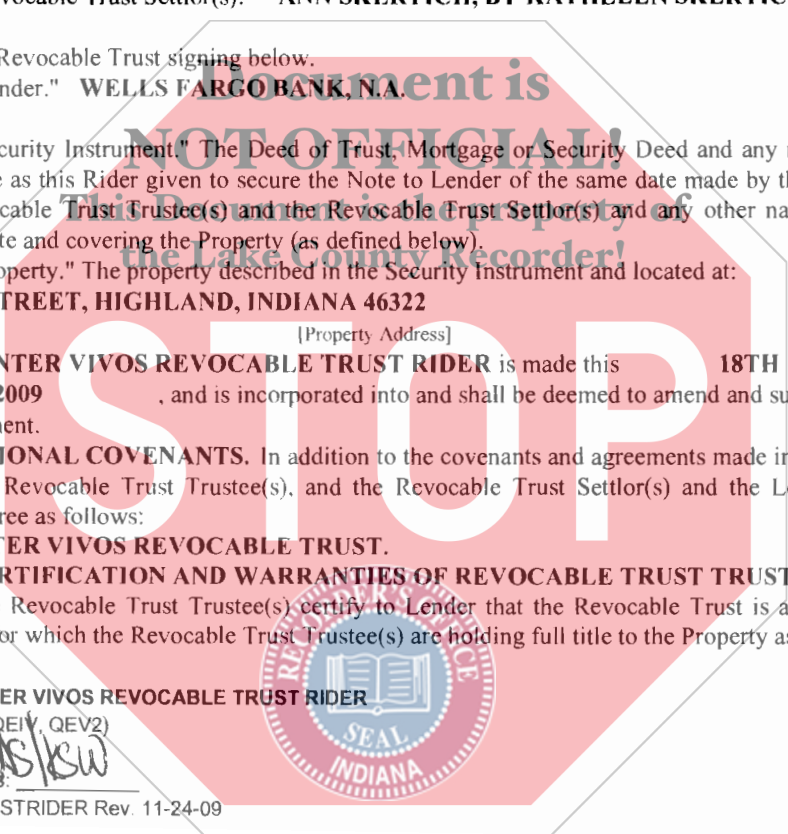 ocable Trust Settlor(s).
Revocable Trust signing below.
nder." WELLS FARGO BANK, N.A.
curity Instrument." The Deed of Trust, Mortgage or Security Deed and any
e as this Rider given to secure the Note to Lender of the same date made by th
cable Trust Trustee(s) and the Revocable Trust Settlor(s) and any other na
te and covering the Property (as defined below).
operty." The property described in the Security Instrument and located at:
TREET, HIGHLAND, INDIANA 46322
[Property Address]
NTER VIVOS REVOCABLE TRUST RIDER is made this 18TH
2009 , and is incorporated into and shall be deemed to amend and su
nent.
IONAL COVENANTS. In addition to the covenants and agreements made in
Revocable Trust Trustee(s), and the Revocable Trust Settlor(s) and the L
ree as follows:
TER VIVOS REVOCABLE TRUST.
RTIFICATION AND WARRANTIES OF REVOCABLE TRUST TRUST
Revocable Trust Trustee(s) certify to Lender that the Revocable Trust is a
or which the Revocable Trust Trustee(s) are holding full title to the Property as
ER VIVOS REVOCABLE TRUST RIDER
QEIV, QEV2)
STRIDER Rev. 11-24-09
Document is
NOT OFFICIAL!
This Document is the property of
the Lake County Recorder!
STOP
RECORDER'S OFFICE
SEAL
INDIANA